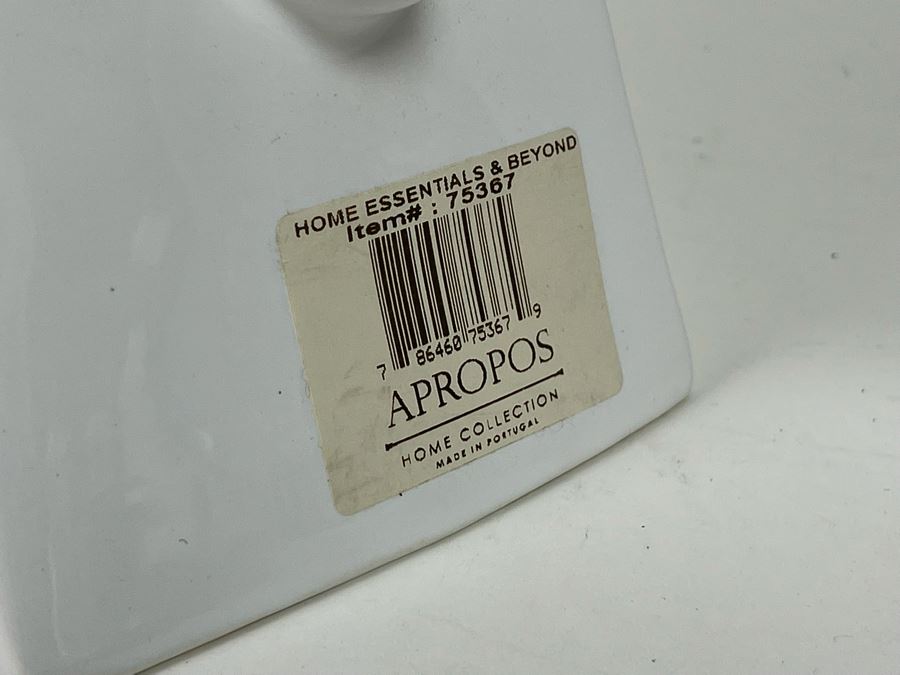 HOME ESSENTIALS & BEYOND
Item# : 75367
7 86460 75367 9
APROPOS
HOME COLLECTION
MADE IN PORTUGAL